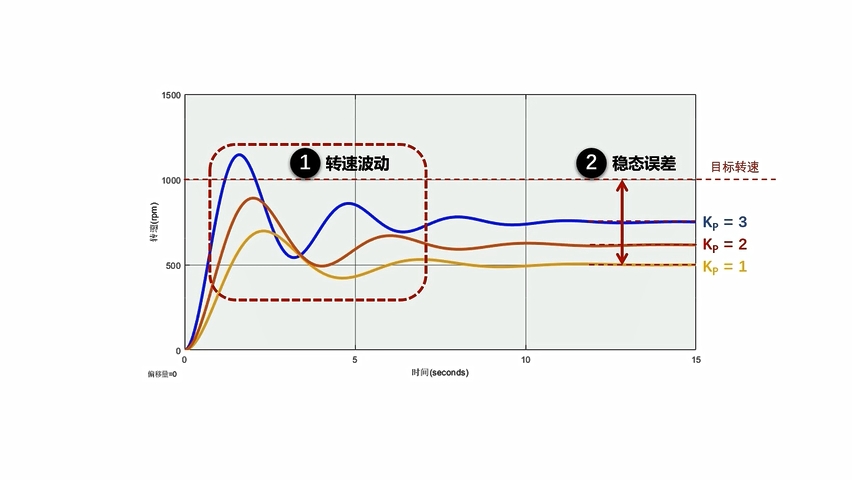 1500
1 转速波动
2 稳态误差
目标转速
1000
转速(rpm)
Kₚ = 3
Kₚ = 2
Kₚ = 1
500
0
0
5
10
15
偏移量=0
时间(seconds)